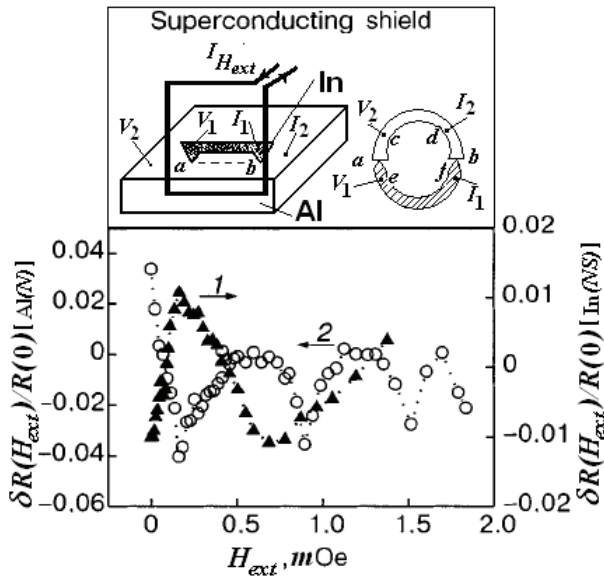 Superconducting shield
I_{H_{ext}}
In
V_2
V_1
I_1
I_2
a
b
Al
V_2
I_2
c
d
a
b
e
f
V_1
I_1
δR(H_{ext})/R(0)[Al(N)]
0.04
0.02
0
-0.02
-0.04
-0.06
1
2
0.02
0.01
0
-0.01
-0.02
δR(H_{ext})/R(0)[In(NS)]
0
0.5
1.0
1.5
2.0
H_{ext}, mOe